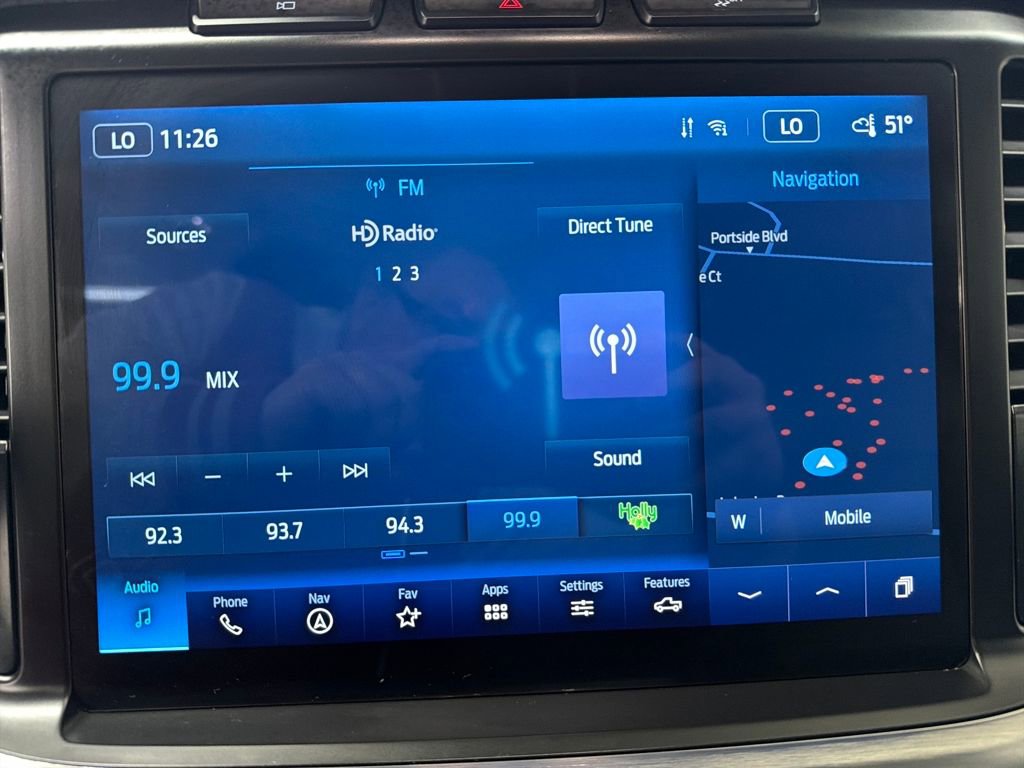 LO 11:26 LO 51°
FM
Navigation
Sources
HD Radio
Direct Tune
Portside Blvd
1 2 3
e Ct
99.9 MIX
Sound
92.3 93.7 94.3 99.9 Holly
W Mobile
Audio Phone Nav Fav Apps Settings Features